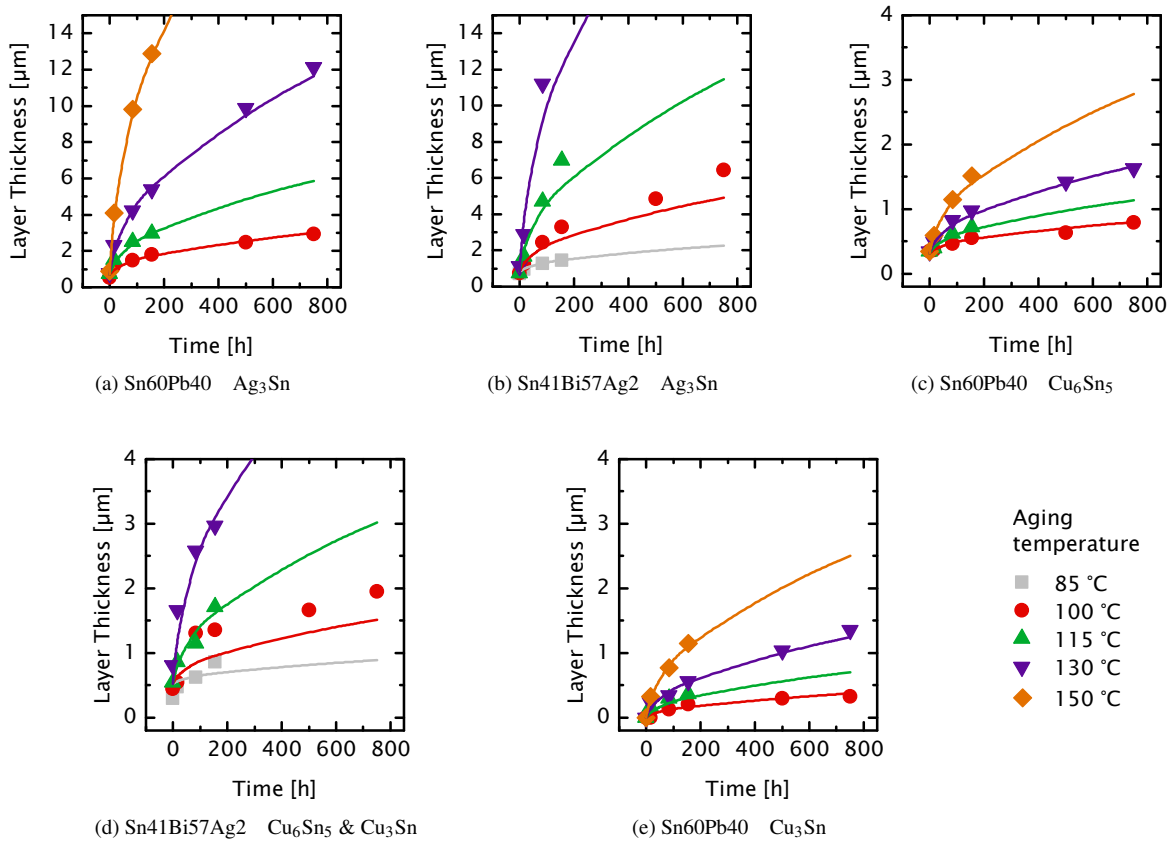 14
12
10
8
6
4
2
0
Layer Thickness [µm]
0 200 400 600 800
Time [h]
(a) Sn60Pb40 Ag3Sn
14
12
10
8
6
4
2
0
Layer Thickness [µm]
0 200 400 600 800
Time [h]
(b) Sn41Bi57Ag2 Ag3Sn
4
3
2
1
0
Layer Thickness [µm]
0 200 400 600 800
Time [h]
(c) Sn60Pb40 Cu6Sn5
4
3
2
1
0
Layer Thickness [µm]
0 200 400 600 800
Time [h]
(d) Sn41Bi57Ag2 Cu6Sn5 & Cu3Sn
4
3
2
1
0
Layer Thickness [µm]
0 200 400 600 800
Time [h]
(e) Sn60Pb40 Cu3Sn
Aging
temperature
85 °C
100 °C
115 °C
130 °C
150 °C